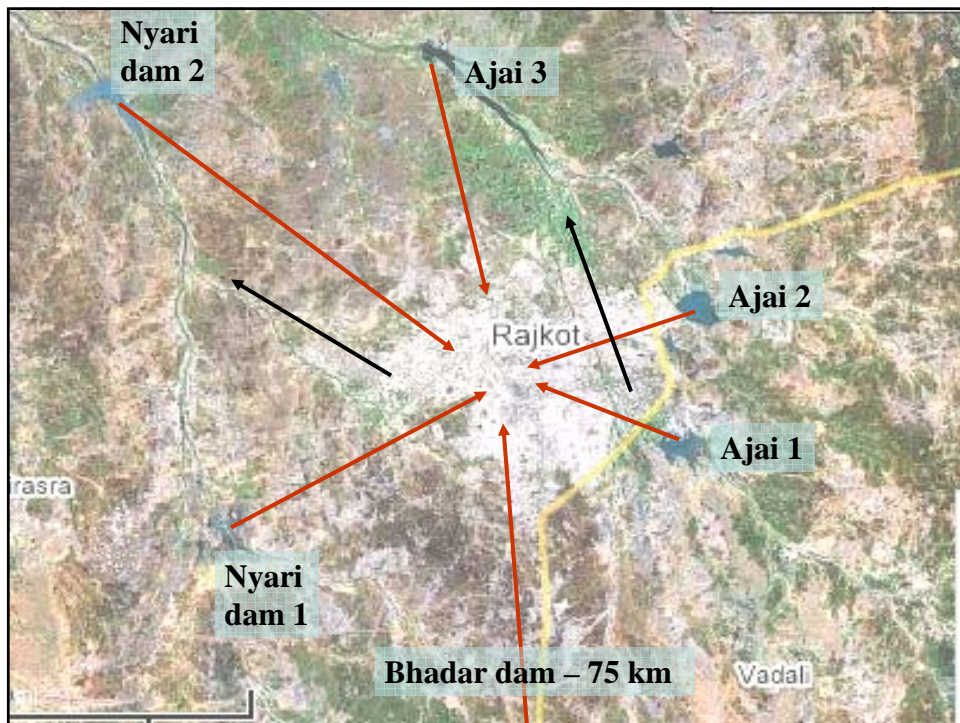 Nyari
dam 2
Ajai 3
Ajai 2
Rajkot
Ajai 1
rasra
Nyari
dam 1
Bhadar dam – 75 km
Vadali